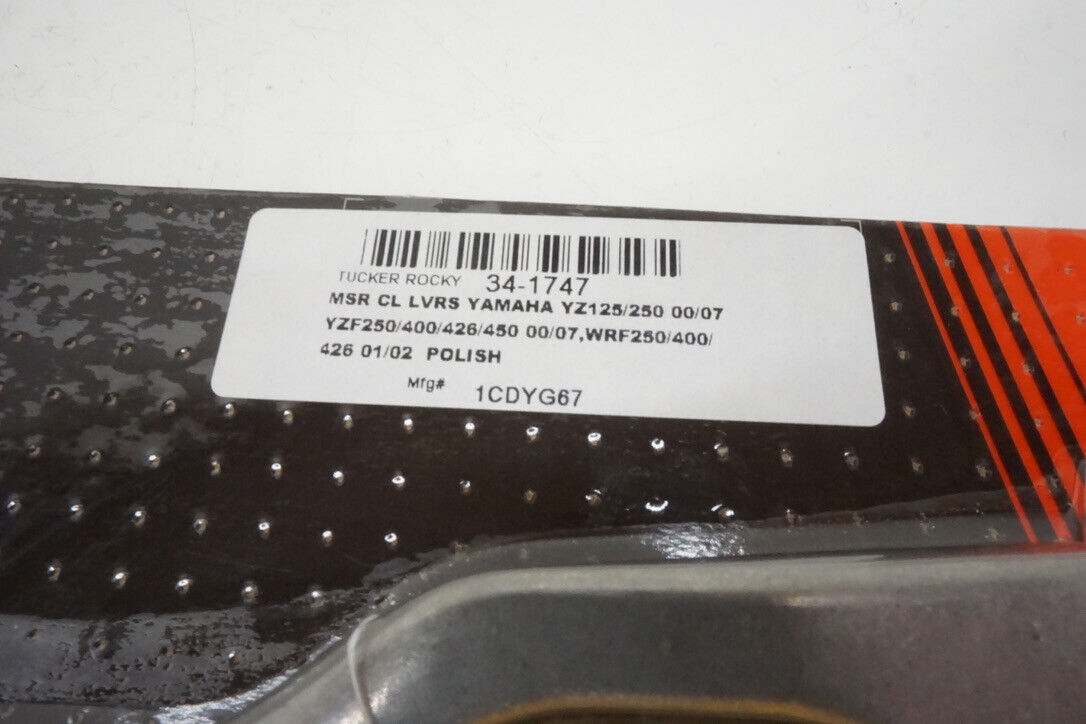 TUCKER ROCKY 34-1747
MSR CL LVRS YAMAHA YZ125/250 00/07
YZF250/400/426/450 00/07,WRF250/400/
426 01/02 POLISH
Mfg# 1CDYG67